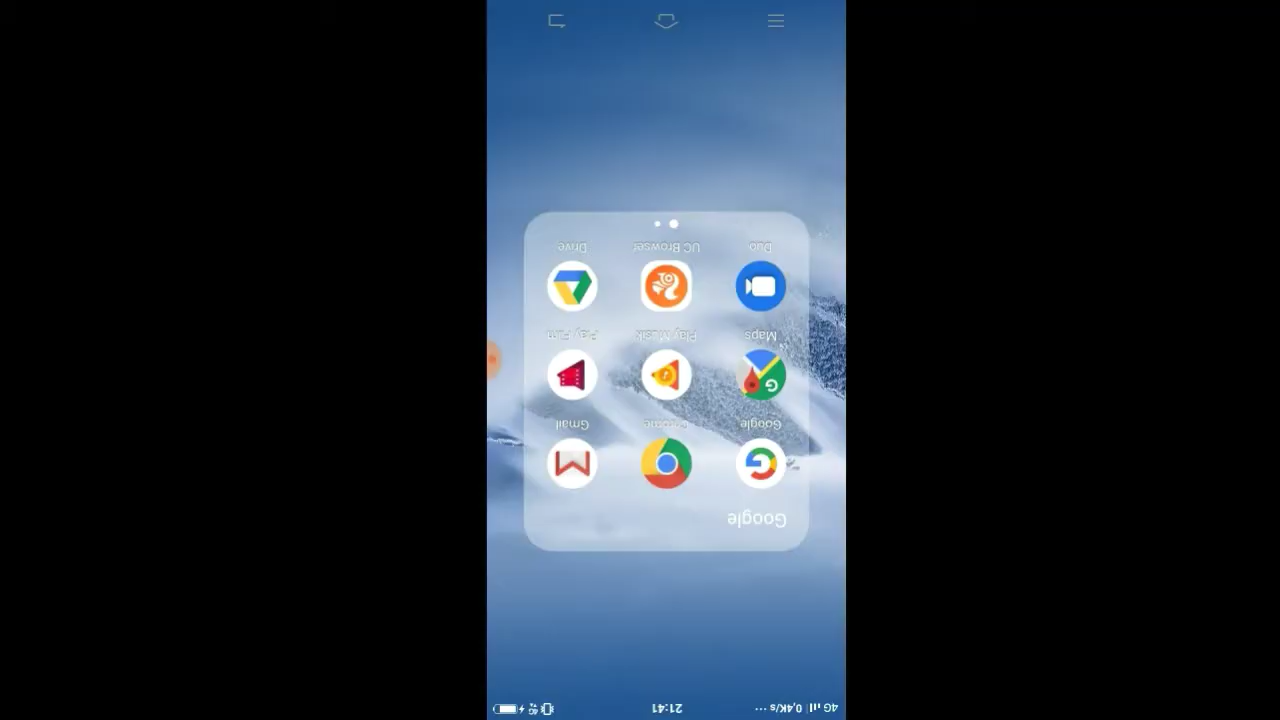 4G 0,4K/s ... 21:41
Google
Google Chrome Gmail
Maps Play Musik Play Film
Duo UC Browser Drive